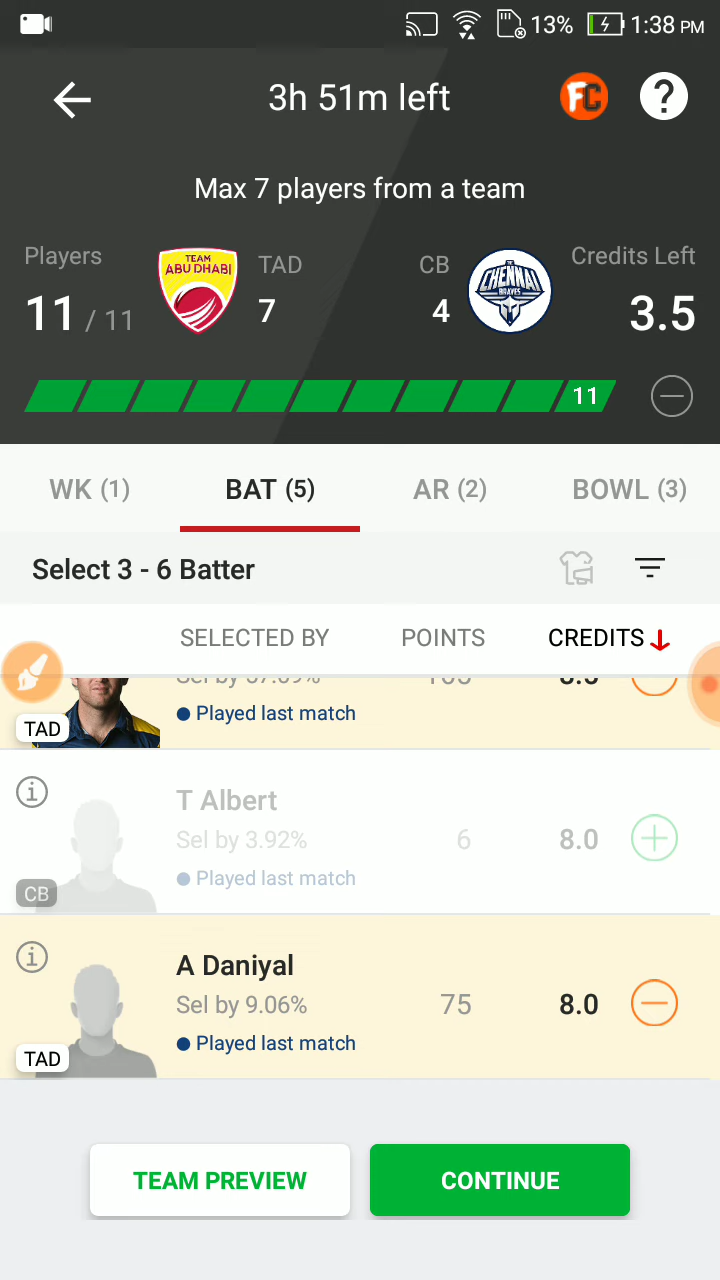 13% 1:38 PM
3h 51m left
FC ?
Max 7 players from a team
Players TAD CB Credits Left
TEAM
ABU DHABI
CHENNAI
BRAVES
11 / 11 7 4 3.5
11
WK (1) BAT (5) AR (2) BOWL (3)
Select 3 - 6 Batter
SELECTED BY POINTS CREDITS
Played last match
TAD
T Albert
Sel by 3.92% 6 8.0
Played last match
CB
A Daniyal
Sel by 9.06% 75 8.0
Played last match
TAD
TEAM PREVIEW CONTINUE